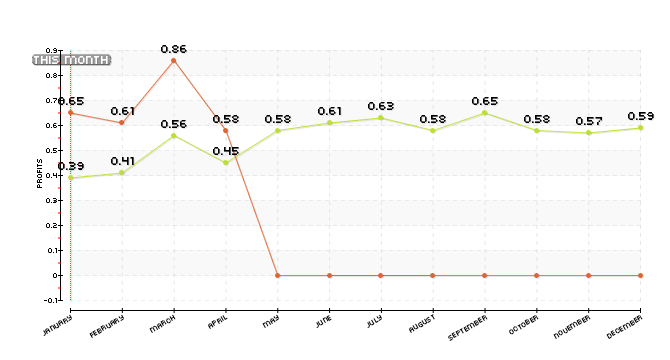 THIS MONTH
0.9
0.8
0.7
0.6
0.5
0.4
0.3
0.2
0.1
0
-0.1
PROFITS
0.65 0.61 0.86 0.58
0.39 0.41 0.56 0.45 0.58 0.61 0.63 0.58 0.65 0.58 0.57 0.59
JANUARY FEBRUARY MARCH APRIL MAY JUNE JULY AUGUST SEPTEMBER OCTOBER NOVEMBER DECEMBER